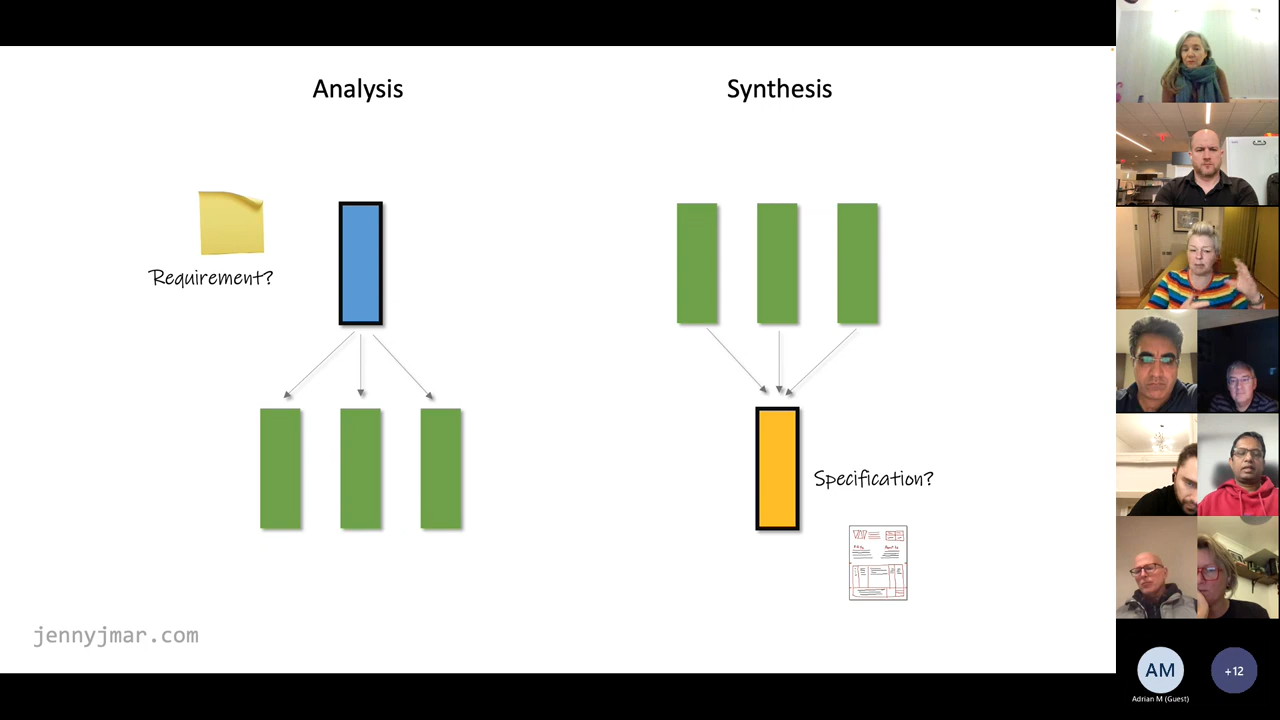 Analysis
Synthesis
Requirement?
Specification?
jennyjmar.com
AM
+12
Adrian M (Guest)